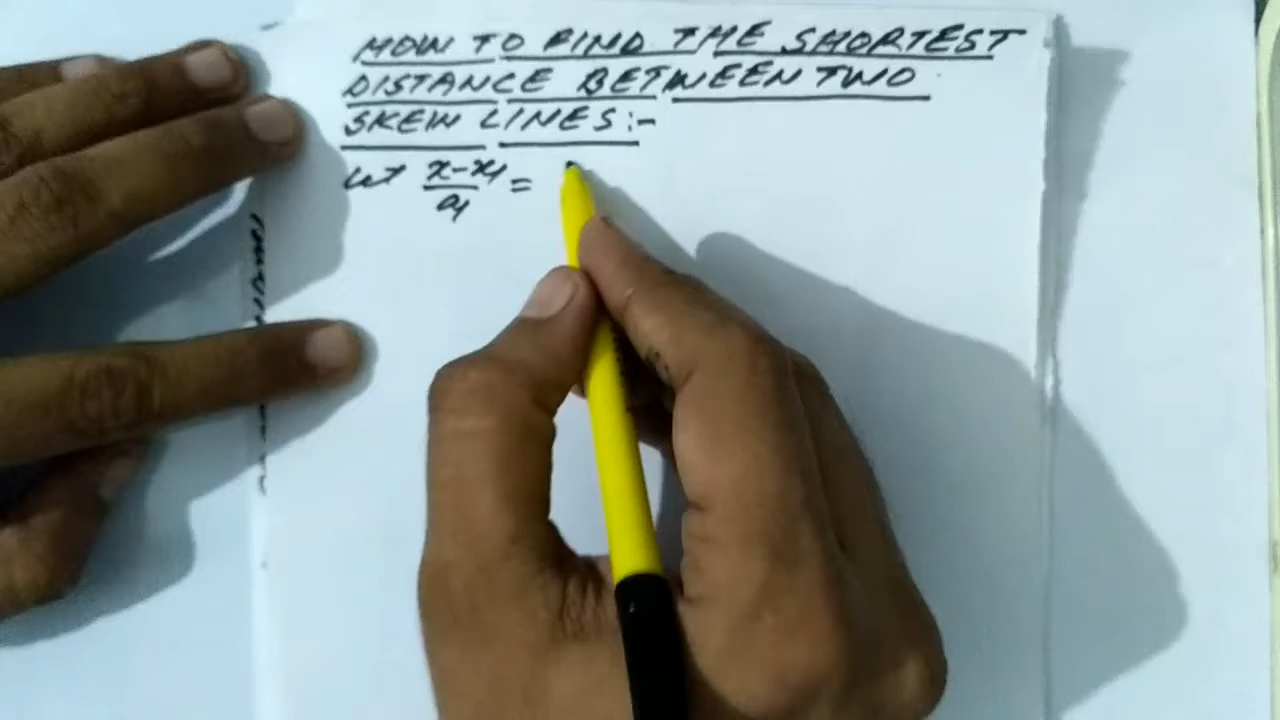 HOW TO FIND THE SHORTEST
DISTANCE BETWEEN TWO
SKEW LINES:-
Let x-x₁/a₁ =